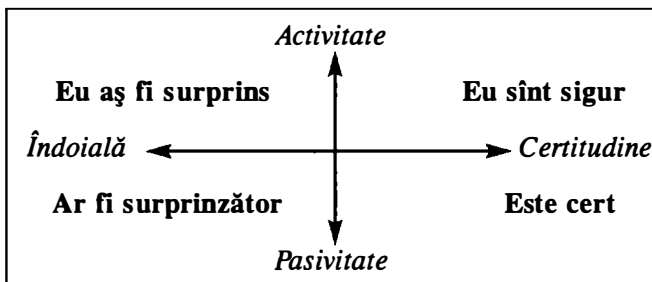 Activitate
Eu aş fi surprins Eu sînt sigur
Îndoială Certitudine
Ar fi surprinzător Este cert
Pasivitate